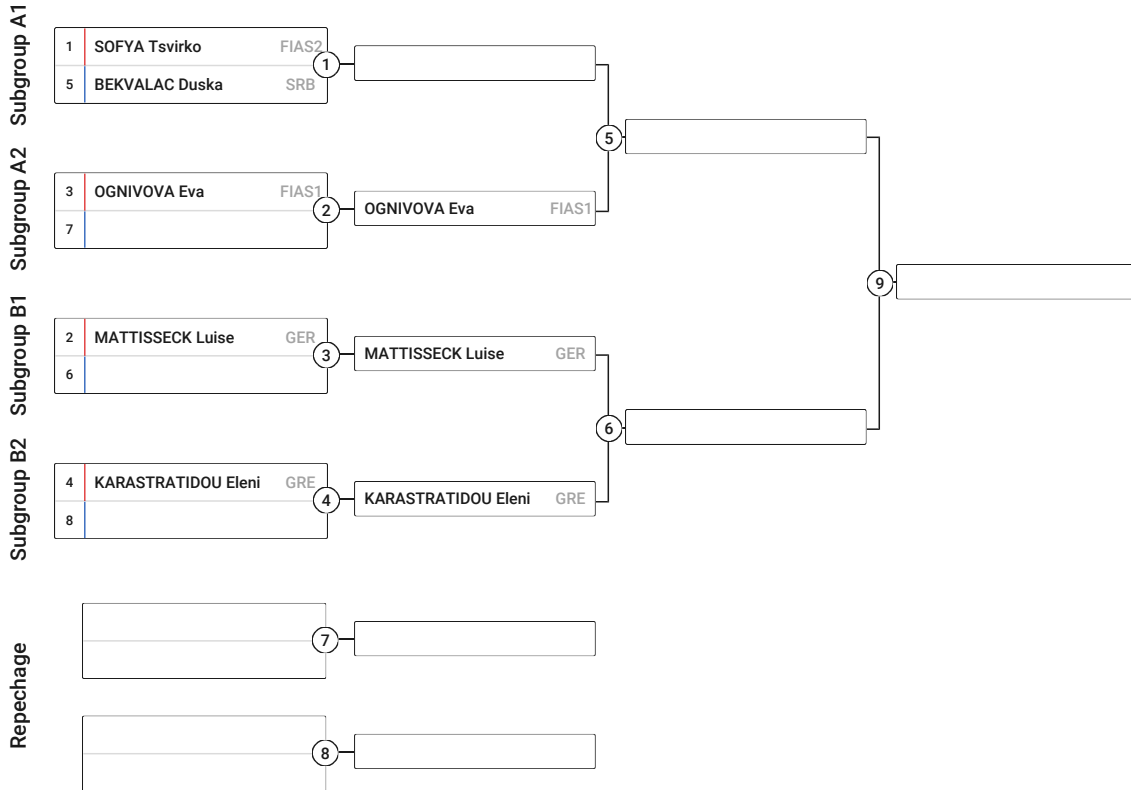 Subgroup A1
1 SOFYA Tsvirko FIAS2
5 BEKVALAC Duska SRB
1
5
Subgroup A2
3 OGNIVOVA Eva FIAS1
7
2
OGNIVOVA Eva FIAS1
9
Subgroup B1
2 MATTISSECK Luise GER
6
3
MATTISSECK Luise GER
6
Subgroup B2
4 KARASTRATIDOU Eleni GRE
8
4
KARASTRATIDOU Eleni GRE
Repechage
7
8